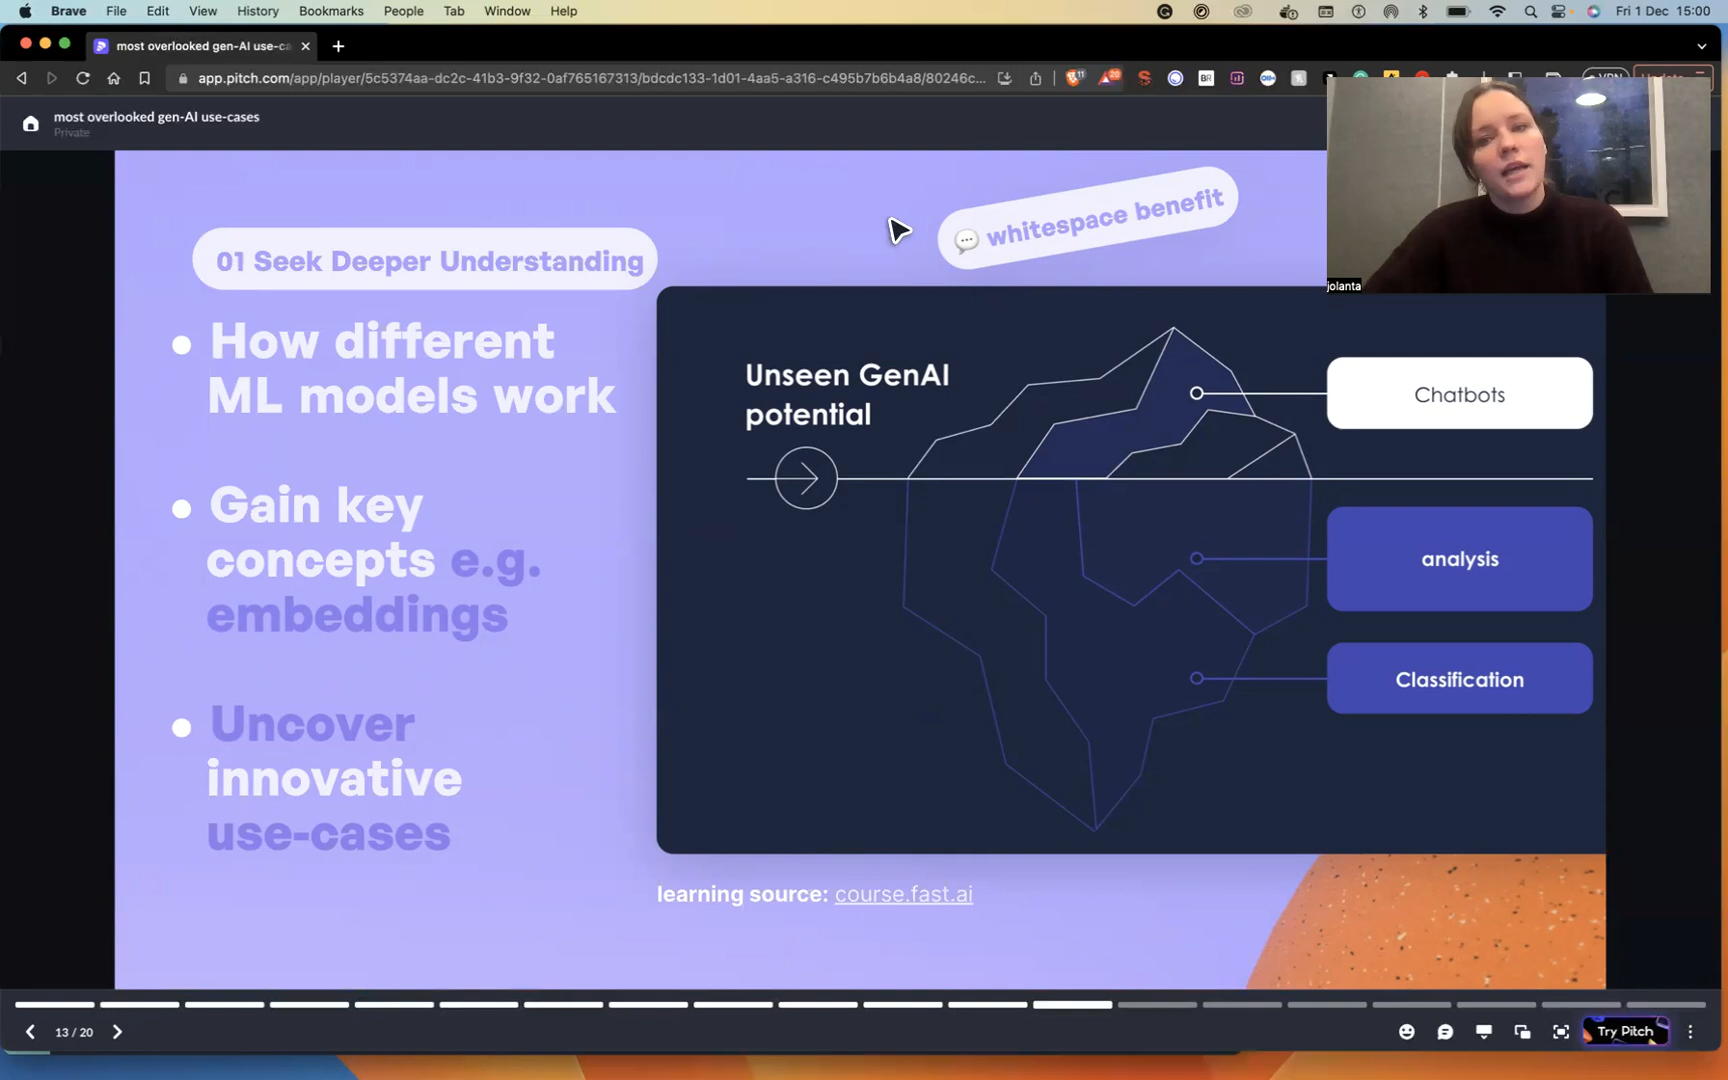 Brave File Edit View History Bookmarks People Tab Window Help Fri 1 Dec 15:00
most overlooked gen-AI use-ca
app.pitch.com/app/player/5c5374aa-dc2c-41b3-9f32-0af765167313/bdcdc133-1d01-4aa5-a316-c495b7b6b4a8/80246c...
most overlooked gen-AI use-cases
Private
jolanta
whitespace benefit
01 Seek Deeper Understanding
How different
ML models work
Gain key
concepts e.g.
embeddings
Uncover
innovative
use-cases
Unseen GenAI
potential
Chatbots
analysis
Classification
learning source: course.fast.ai
13 / 20
Try Pitch